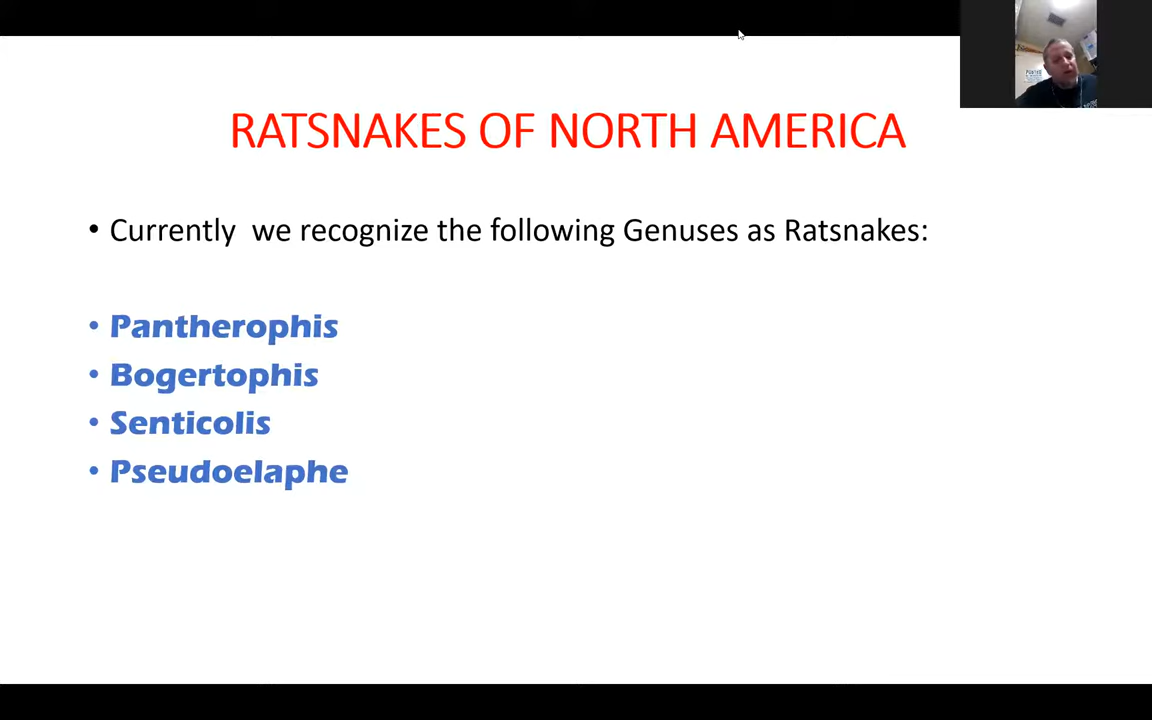 RATSNAKES OF NORTH AMERICA
• Currently we recognize the following Genuses as Ratsnakes:
• Pantherophis
• Bogertophis
• Senticolis
• Pseudoelaphe